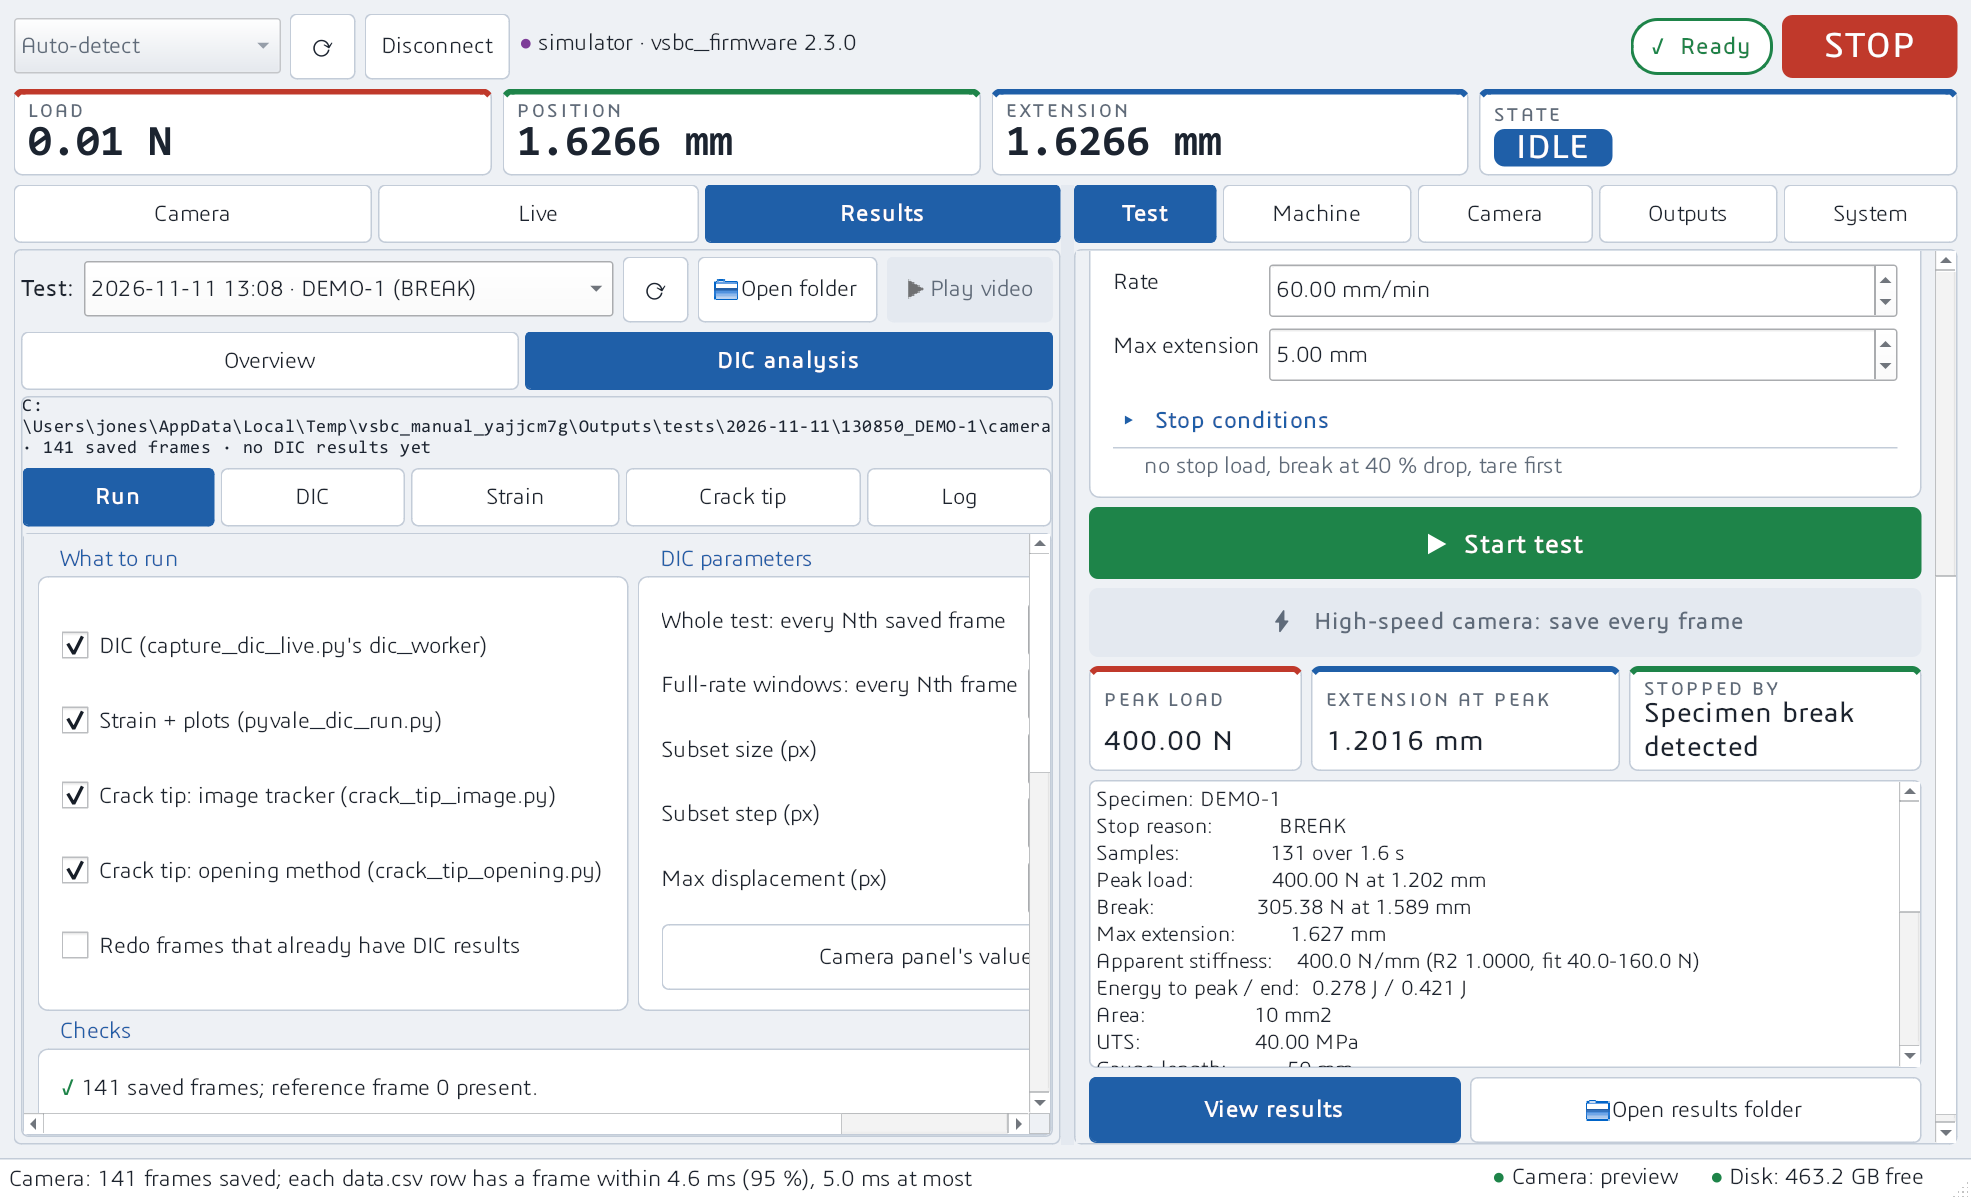 Auto-detect
⟳
Disconnect
● simulator · vsbc_firmware 2.3.0
✓ Ready
STOP
LOAD
0.01 N
POSITION
1.6266 mm
EXTENSION
1.6266 mm
STATE
IDLE
Camera
Live
Results
Test
Machine
Camera
Outputs
System
Test:
2026-11-11 13:08 · DEMO-1 (BREAK)
⟳
Open folder
▶ Play video
Overview
DIC analysis
C:
\Users\jones\AppData\Local\Temp\vsbc_manual_yajjcm7g\Outputs\tests\2026-11-11\130850_DEMO-1\camera
· 141 saved frames · no DIC results yet
Run
DIC
Strain
Crack tip
Log
What to run
DIC (capture_dic_live.py's dic_worker)
Strain + plots (pyvale_dic_run.py)
Crack tip: image tracker (crack_tip_image.py)
Crack tip: opening method (crack_tip_opening.py)
Redo frames that already have DIC results
DIC parameters
Whole test: every Nth saved frame
Full-rate windows: every Nth frame
Subset size (px)
Subset step (px)
Max displacement (px)
Camera panel's value
Checks
✓ 141 saved frames; reference frame 0 present.
Rate
60.00 mm/min
Max extension
5.00 mm
▸ Stop conditions
no stop load, break at 40 % drop, tare first
▶ Start test
High-speed camera: save every frame
PEAK LOAD
400.00 N
EXTENSION AT PEAK
1.2016 mm
STOPPED BY
Specimen break
detected
Specimen: DEMO-1
Stop reason: BREAK
Samples: 131 over 1.6 s
Peak load: 400.00 N at 1.202 mm
Break: 305.38 N at 1.589 mm
Max extension: 1.627 mm
Apparent stiffness: 400.0 N/mm (R2 1.0000, fit 40.0-160.0 N)
Energy to peak / end: 0.278 J / 0.421 J
Area: 10 mm2
UTS: 40.00 MPa
Gauge length: 50 mm
View results
Open results folder
Camera: 141 frames saved; each data.csv row has a frame within 4.6 ms (95 %), 5.0 ms at most
● Camera: preview
● Disk: 463.2 GB free